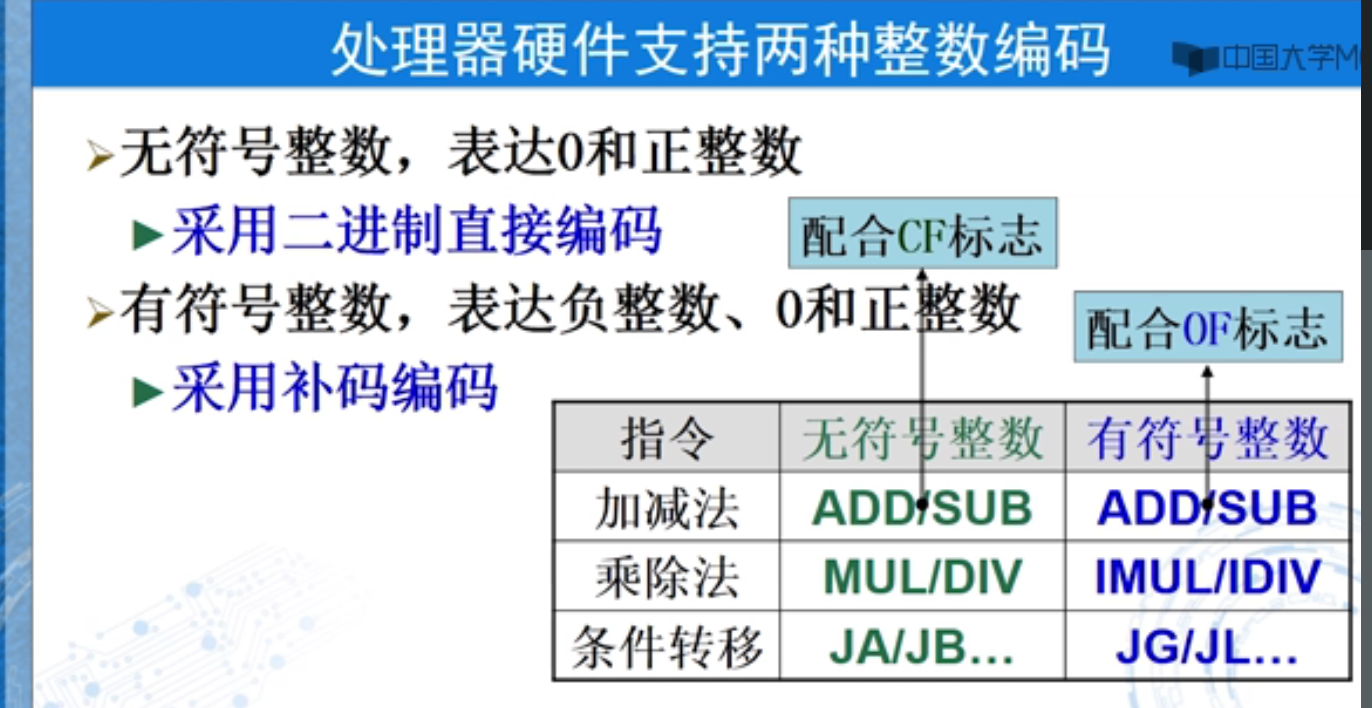 处理器硬件支持两种整数编码
中国大学M
无符号整数，表达0和正整数
采用二进制直接编码
配合CF标志
有符号整数，表达负整数、0和正整数
配合OF标志
采用补码编码
指令 无符号整数 有符号整数
加减法 ADD/SUB ADD/SUB
乘除法 MUL/DIV IMUL/IDIV
条件转移 JA/JB... JG/JL...